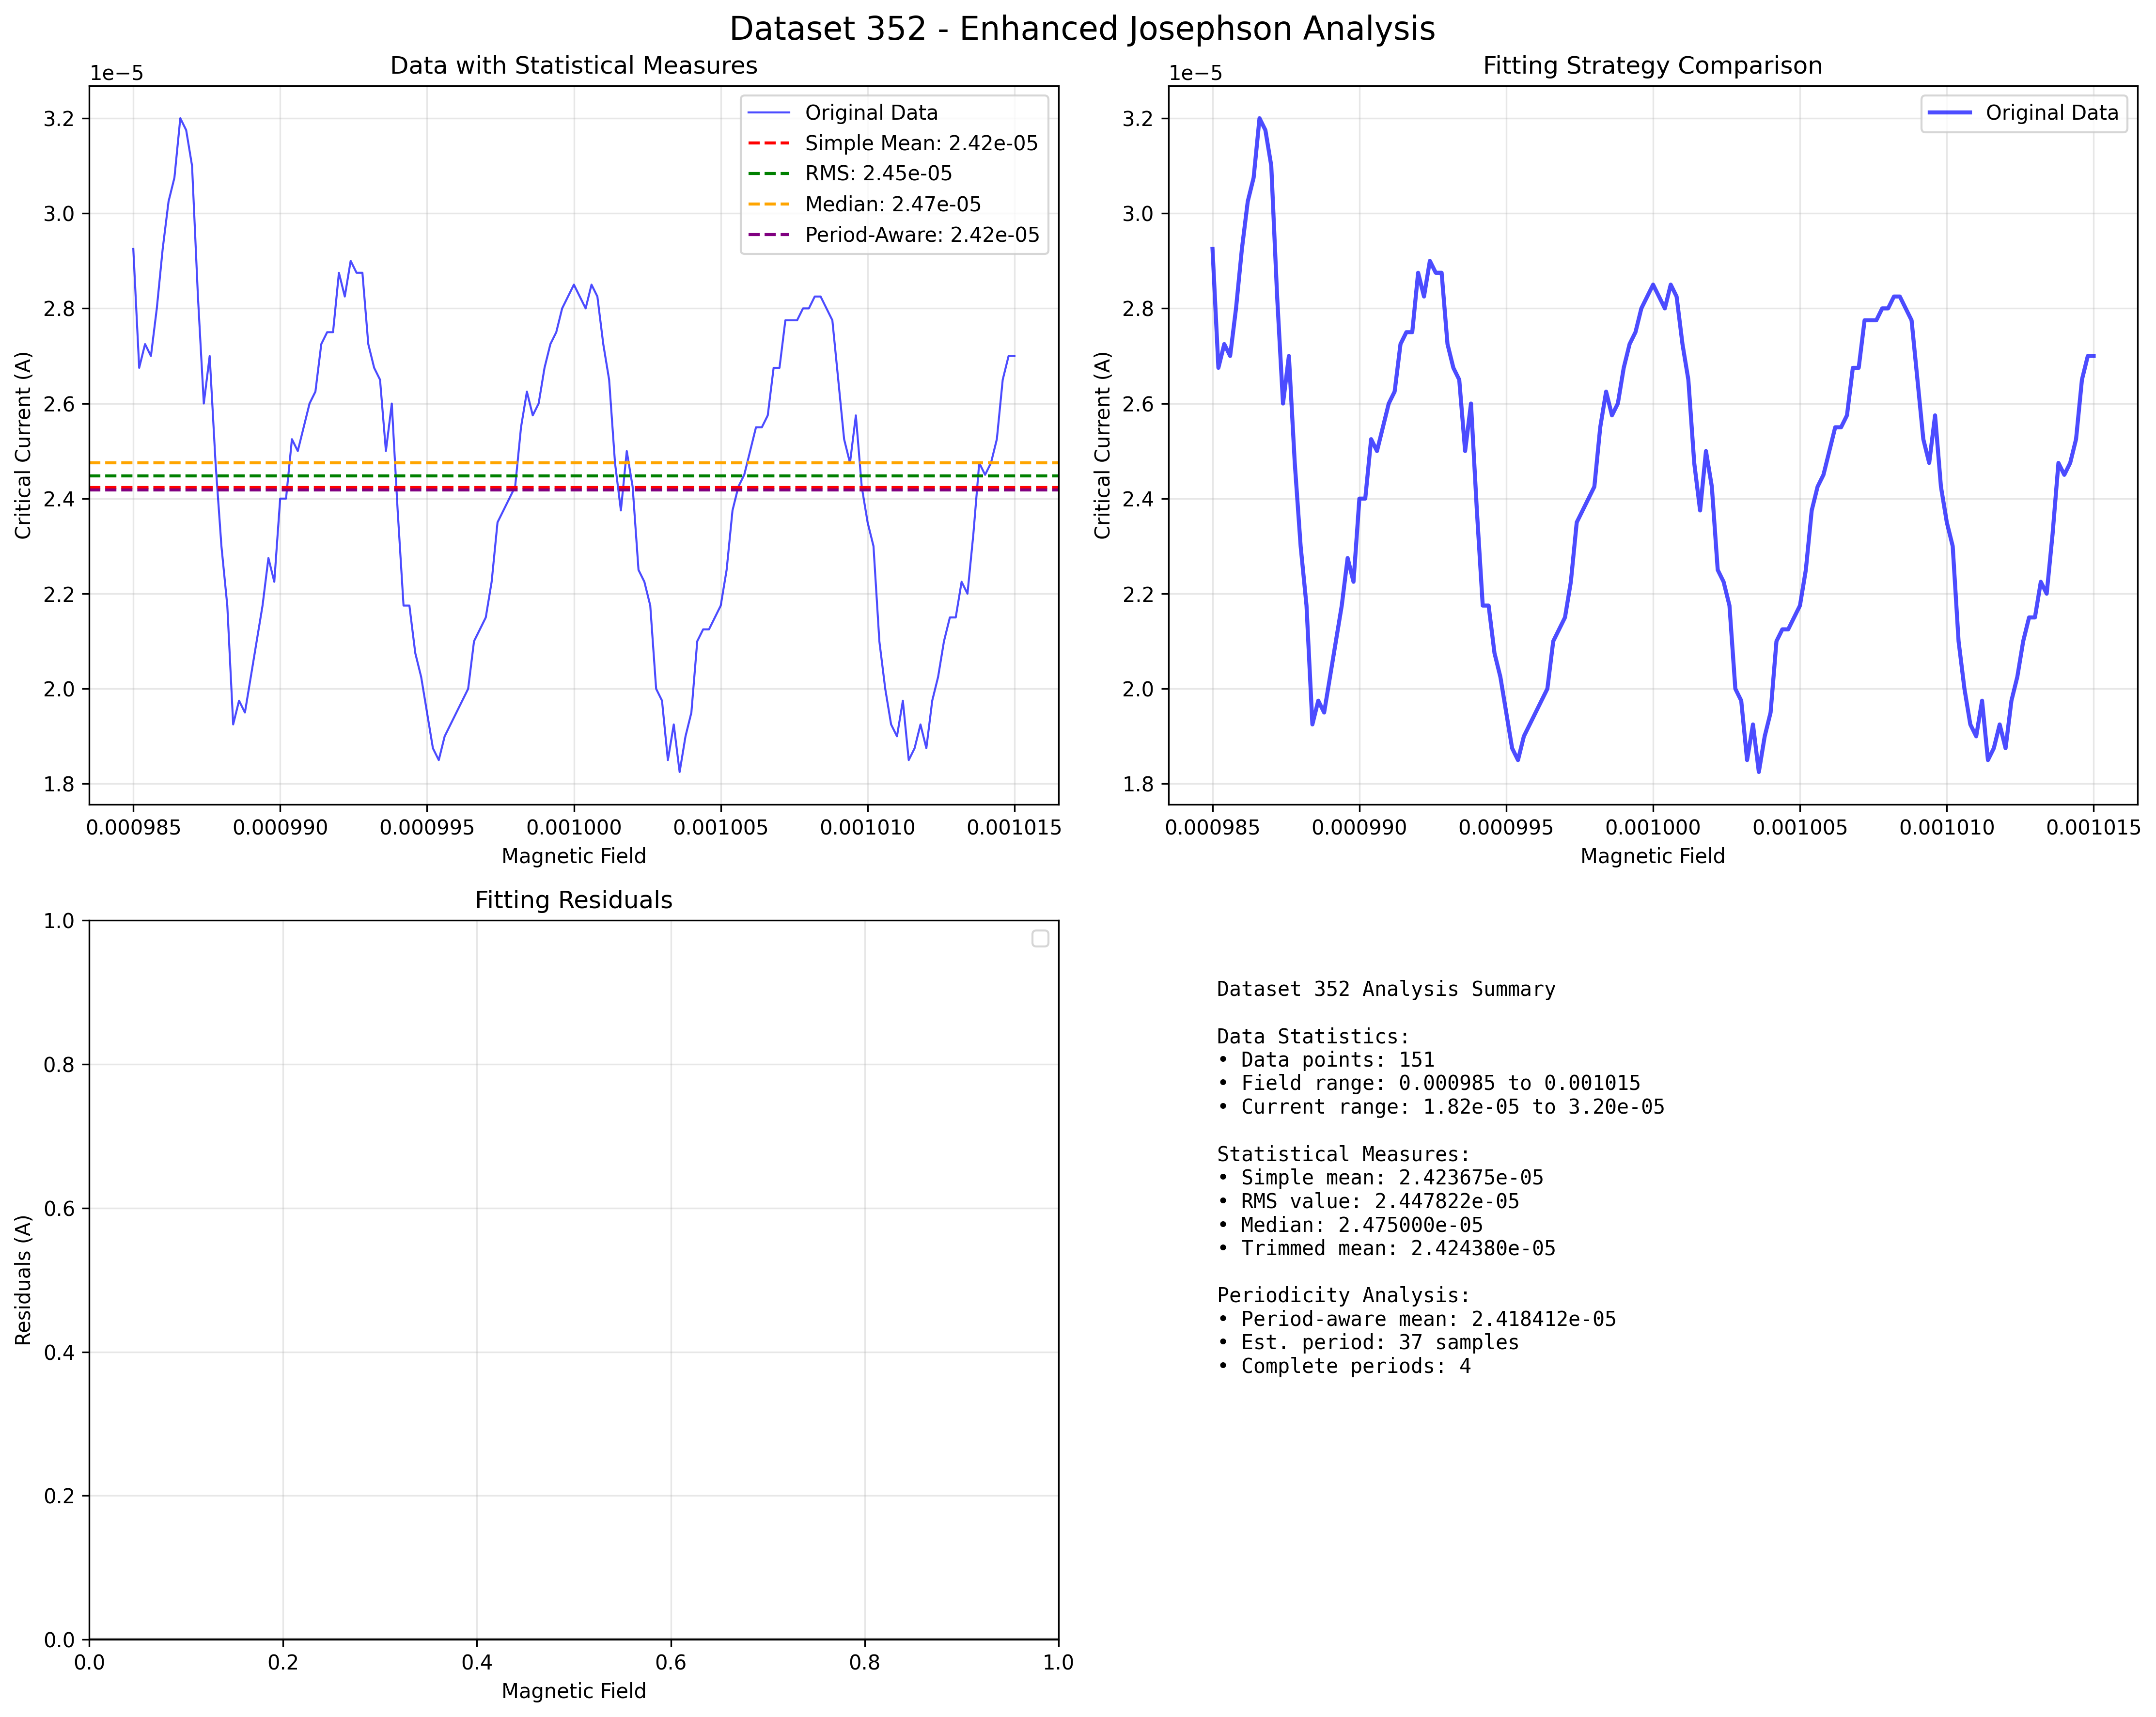 Dataset 352 - Enhanced Josephson Analysis
Data with Statistical Measures
1e−5
3.2
3.0
2.8
2.6
2.4
2.2
2.0
1.8
Critical Current (A)
Original Data
Simple Mean: 2.42e-05
RMS: 2.45e-05
Median: 2.47e-05
Period-Aware: 2.42e-05
0.000985 0.000990 0.000995 0.001000 0.001005 0.001010 0.001015
Magnetic Field
Fitting Strategy Comparison
1e−5
3.2
3.0
2.8
2.6
2.4
2.2
2.0
1.8
Critical Current (A)
Original Data
0.000985 0.000990 0.000995 0.001000 0.001005 0.001010 0.001015
Magnetic Field
Fitting Residuals
1.0
0.8
0.6
0.4
0.2
0.0
Residuals (A)
0.0 0.2 0.4 0.6 0.8 1.0
Magnetic Field
Dataset 352 Analysis Summary
Data Statistics:
• Data points: 151
• Field range: 0.000985 to 0.001015
• Current range: 1.82e-05 to 3.20e-05
Statistical Measures:
• Simple mean: 2.423675e-05
• RMS value: 2.447822e-05
• Median: 2.475000e-05
• Trimmed mean: 2.424380e-05
Periodicity Analysis:
• Period-aware mean: 2.418412e-05
• Est. period: 37 samples
• Complete periods: 4